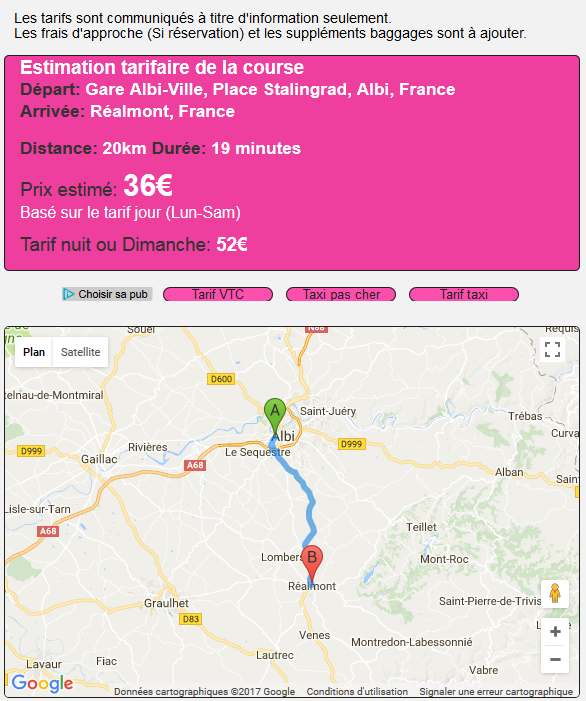 Les tarifs sont communiqués à titre d'information seulement.
Les frais d'approche (Si réservation) et les suppléments baggages sont à ajouter.
Estimation tarifaire de la course
Départ: Gare Albi-Ville, Place Stalingrad, Albi, France
Arrivée: Réalmont, France
Distance: 20km Durée: 19 minutes
Prix estimé: 36€
Basé sur le tarif jour (Lun-Sam)
Tarif nuit ou Dimanche: 52€
Choisir sa pub
Tarif VTC
Taxi pas cher
Tarif taxi
Souel
N88
Requis
Plan
Satellite
D600
telnau-de-Montmiral
A
Saint-Juéry
Trébas
Albi
Curva
Rivières
D999
D999
Le Sequestre
Gaillac
A68
Alban
Sain
Lisle-sur-Tarn
A68
Teillet
B
Lombers
Mont-Roc
Réalmont
Graulhet
Saint-Pierre-de-Trivis
D83
Venes
Montredon-Labessonnié
Lautrec
Fiac
Lavaur
Vabre
Google
Données cartographiques ©2017 Google
Conditions d'utilisation
Signaler une erreur cartographique